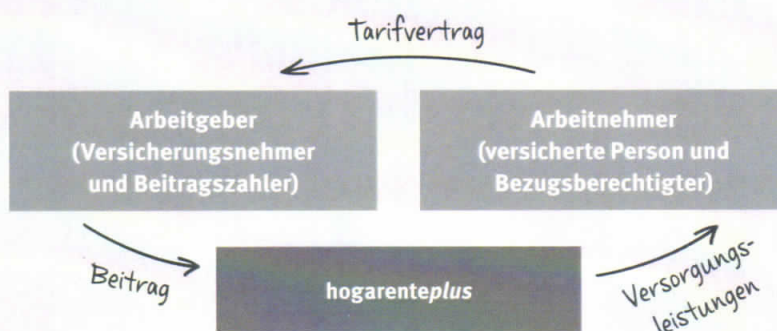 Tarifvertrag
Arbeitgeber
(Versicherungsnehmer
und Beitragszahler)
Arbeitnehmer
(versicherte Person und
Bezugsberechtigter)
Beitrag
hogarenteplus
Versorgungs-
leistungen